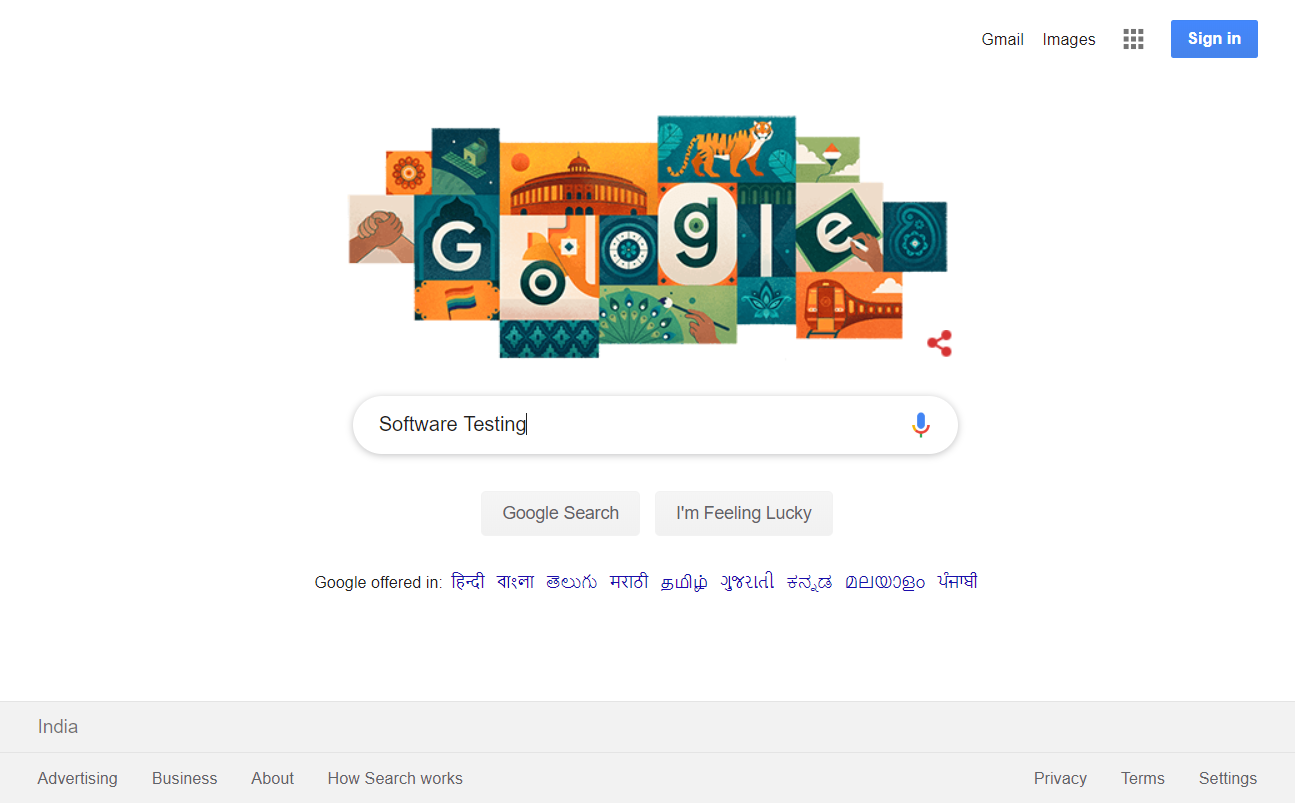 Gmail Images Sign in
Google
Software Testing
Google Search I'm Feeling Lucky
Google offered in: हिन्दी বাংলা తెలుగు मराठी தமிழ் ગુજરાતી ಕನ್ನಡ മലയാളം ਪੰਜਾਬੀ
India
Advertising Business About How Search works Privacy Terms Settings